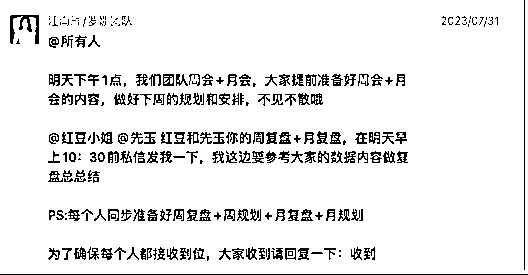 2023/07/31
@所有人
明天下午1点，我们团队周会+月会，大家提前准备好周会+月
会的内容，做好下周的规划和安排，不见不散哦
@红豆小姐 @先玉 红豆和先玉你的周复盘+月复盘，在明天早
上10：30前私信发我一下，我这边要参考大家的数据内容做复
盘总总结
PS:每个人同步准备好周复盘+周规划+月复盘+月规划
为了确保每个人都接收到位，大家收到请回复一下：收到